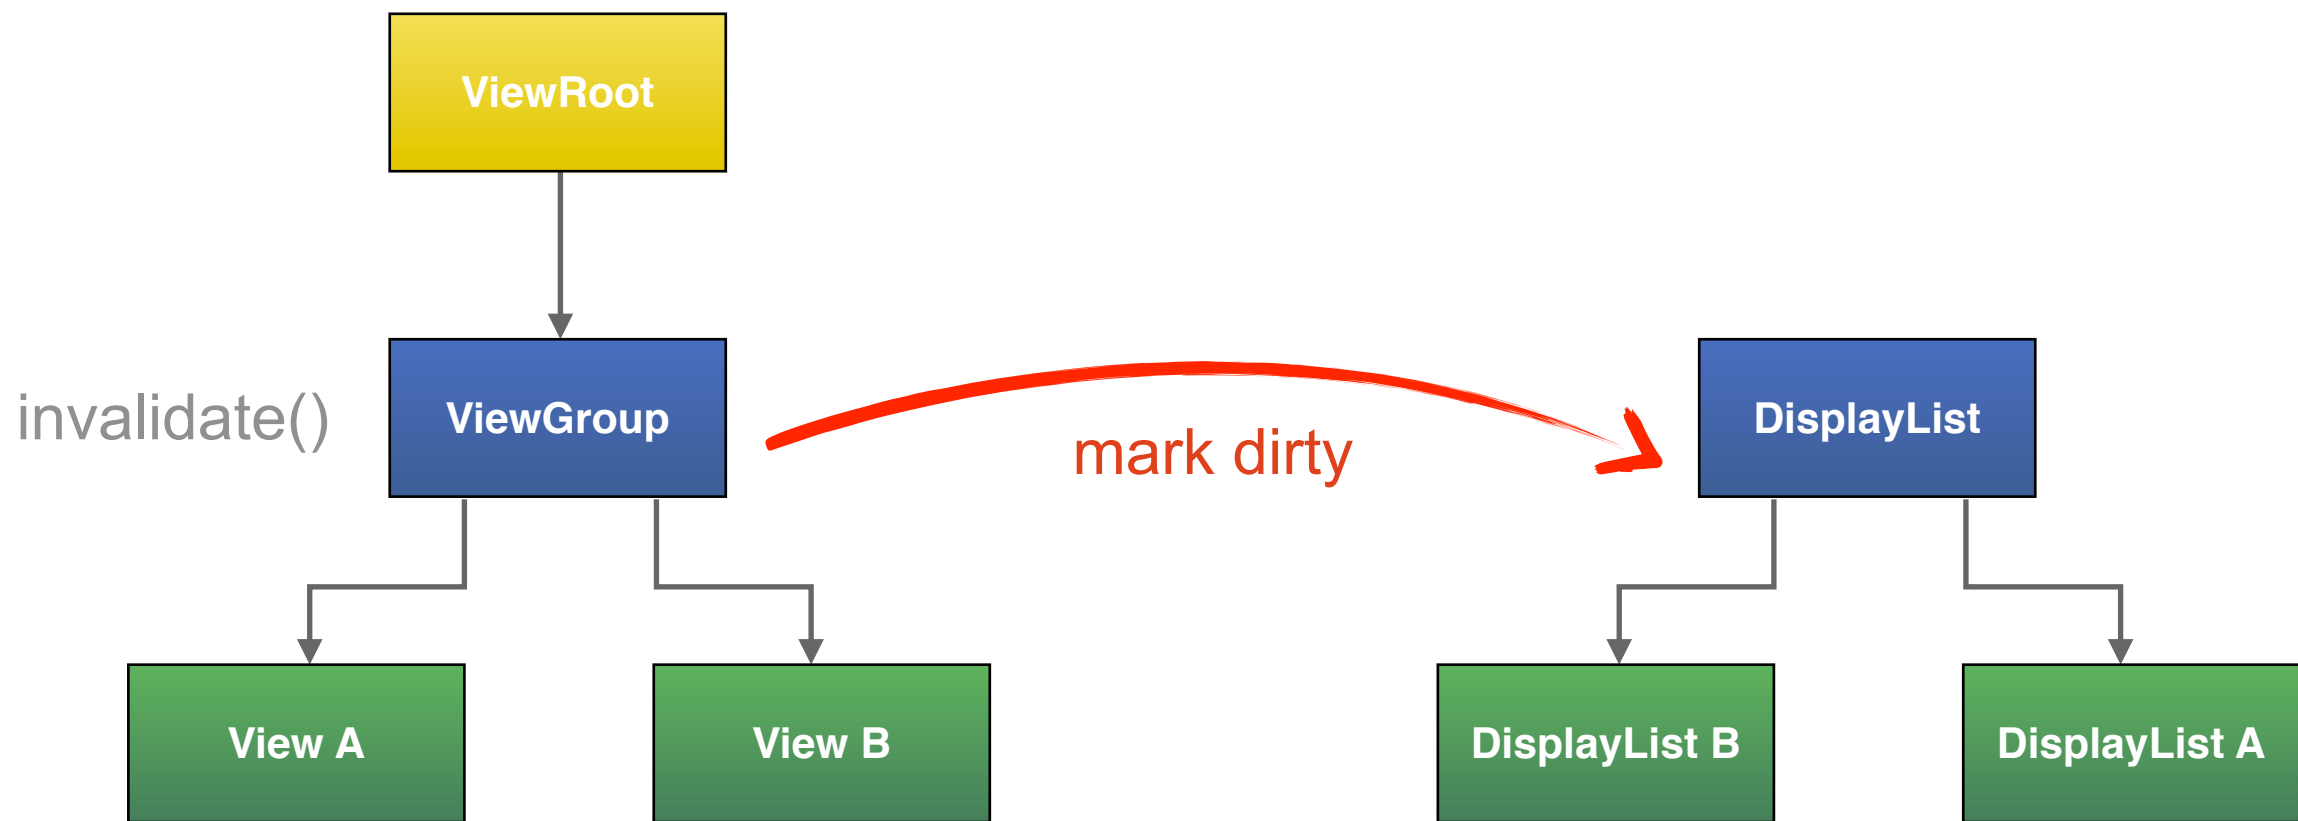 ViewRoot
invalidate()
ViewGroup
mark dirty
DisplayList
View A
View B
DisplayList B
DisplayList A